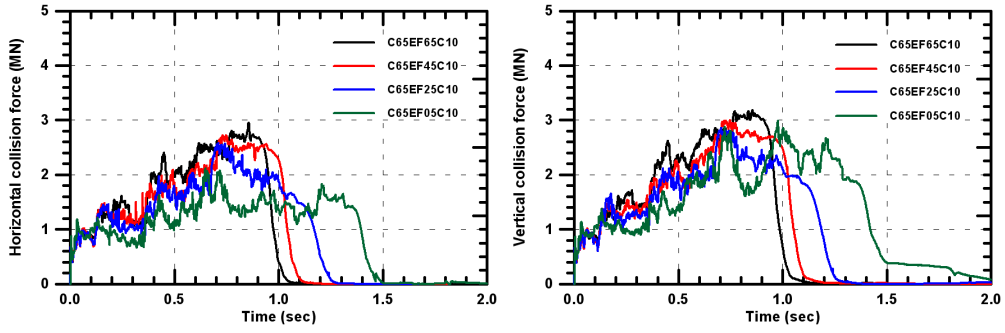 Horizontal collision force (MN)
5
4
3
2
1
0
C65EF65C10
C65EF45C10
C65EF25C10
C65EF05C10
0.0 0.5 1.0 1.5 2.0
Time (sec)
Vertical collision force (MN)
5
4
3
2
1
0
C65EF65C10
C65EF45C10
C65EF25C10
C65EF05C10
0.0 0.5 1.0 1.5 2.0
Time (sec)